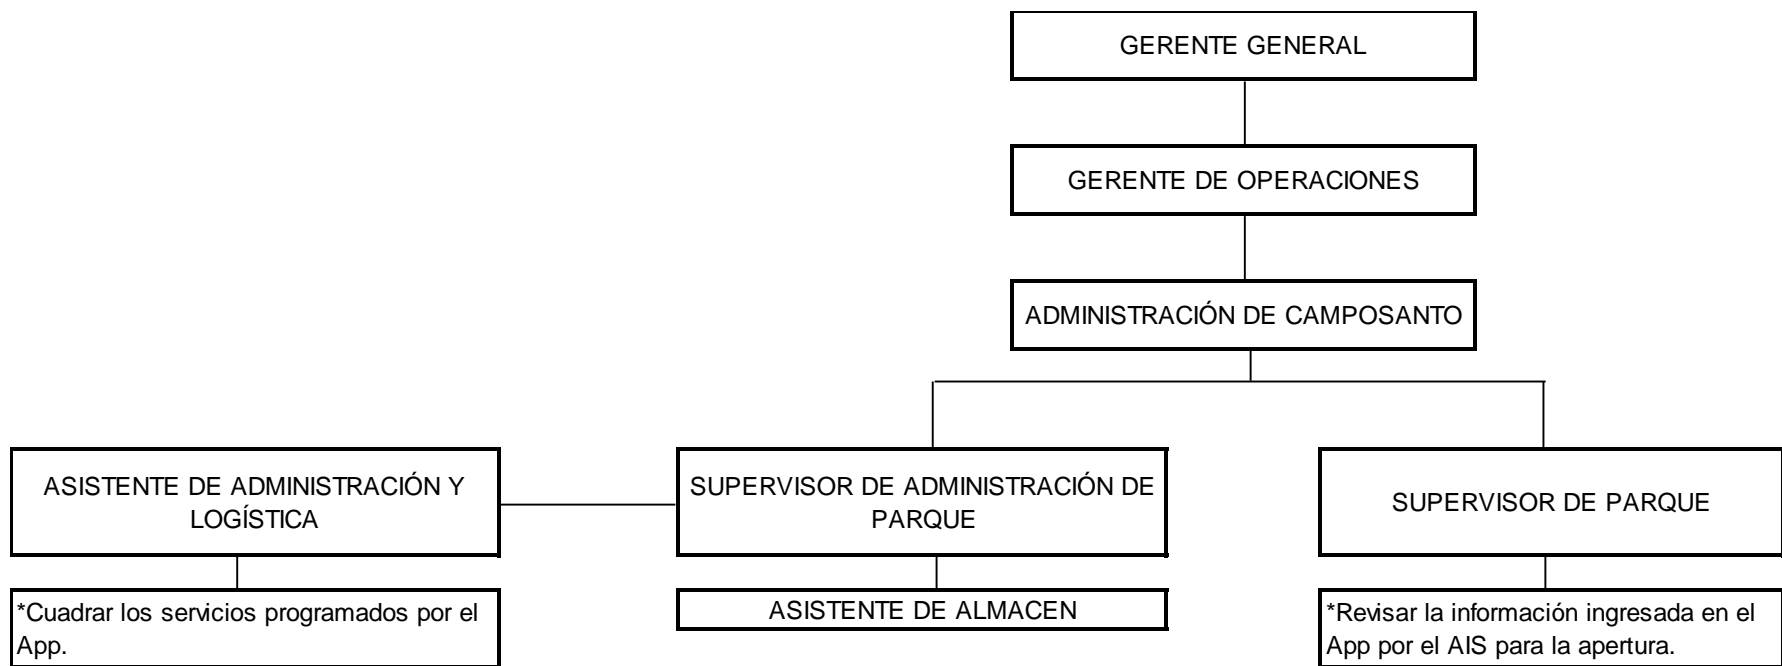 GERENTE GENERAL
GERENTE DE OPERACIONES
ADMINISTRACIÓN DE CAMPOSANTO
ASISTENTE DE ADMINISTRACIÓN Y
LOGÍSTICA
SUPERVISOR DE ADMINISTRACIÓN DE
PARQUE
SUPERVISOR DE PARQUE
*Cuadrar los servicios programados por el
App.
ASISTENTE DE ALMACEN
*Revisar la información ingresada en el
App por el AIS para la apertura.